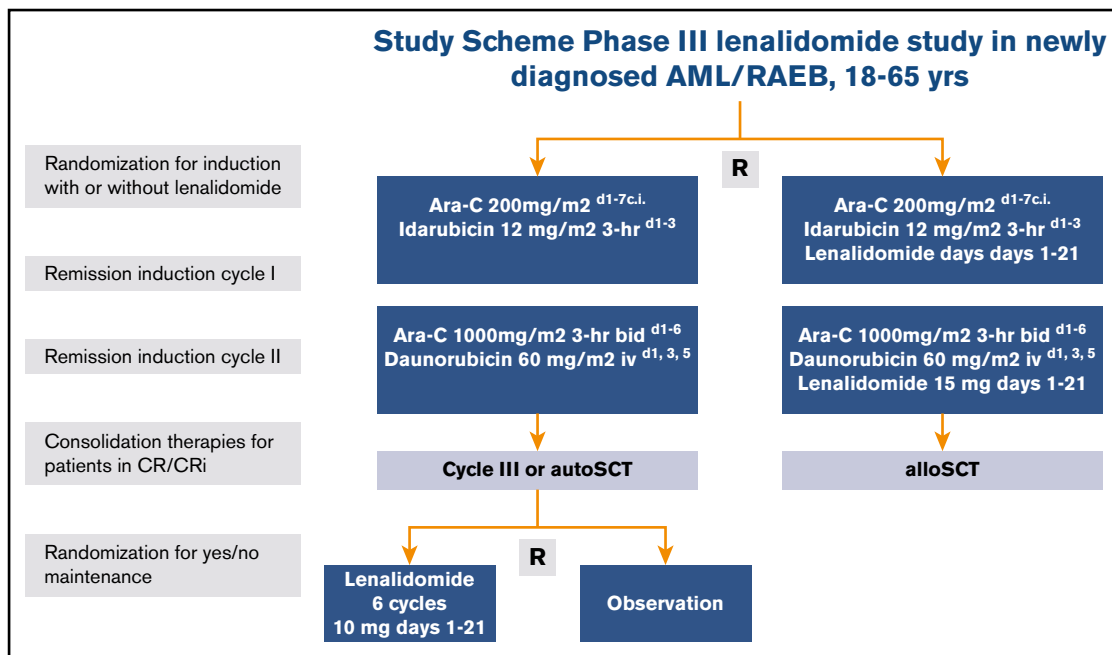 Study Scheme Phase III lenalidomide study in newly
diagnosed AML/RAEB, 18-65 yrs
Randomization for induction
with or without lenalidomide
R
Ara-C 200mg/m2 d1-7c.i.
Idarubicin 12 mg/m2 3-hr d1-3
Ara-C 200mg/m2 d1-7c.i.
Idarubicin 12 mg/m2 3-hr d1-3
Lenalidomide days days 1-21
Remission induction cycle I
Remission induction cycle II
Ara-C 1000mg/m2 3-hr bid d1-6
Daunorubicin 60 mg/m2 iv d1, 3, 5
Ara-C 1000mg/m2 3-hr bid d1-6
Daunorubicin 60 mg/m2 iv d1, 3, 5
Lenalidomide 15 mg days 1-21
Consolidation therapies for
patients in CR/CRi
Cycle III or autoSCT
alloSCT
Randomization for yes/no
maintenance
R
Lenalidomide
6 cycles
10 mg days 1-21
Observation